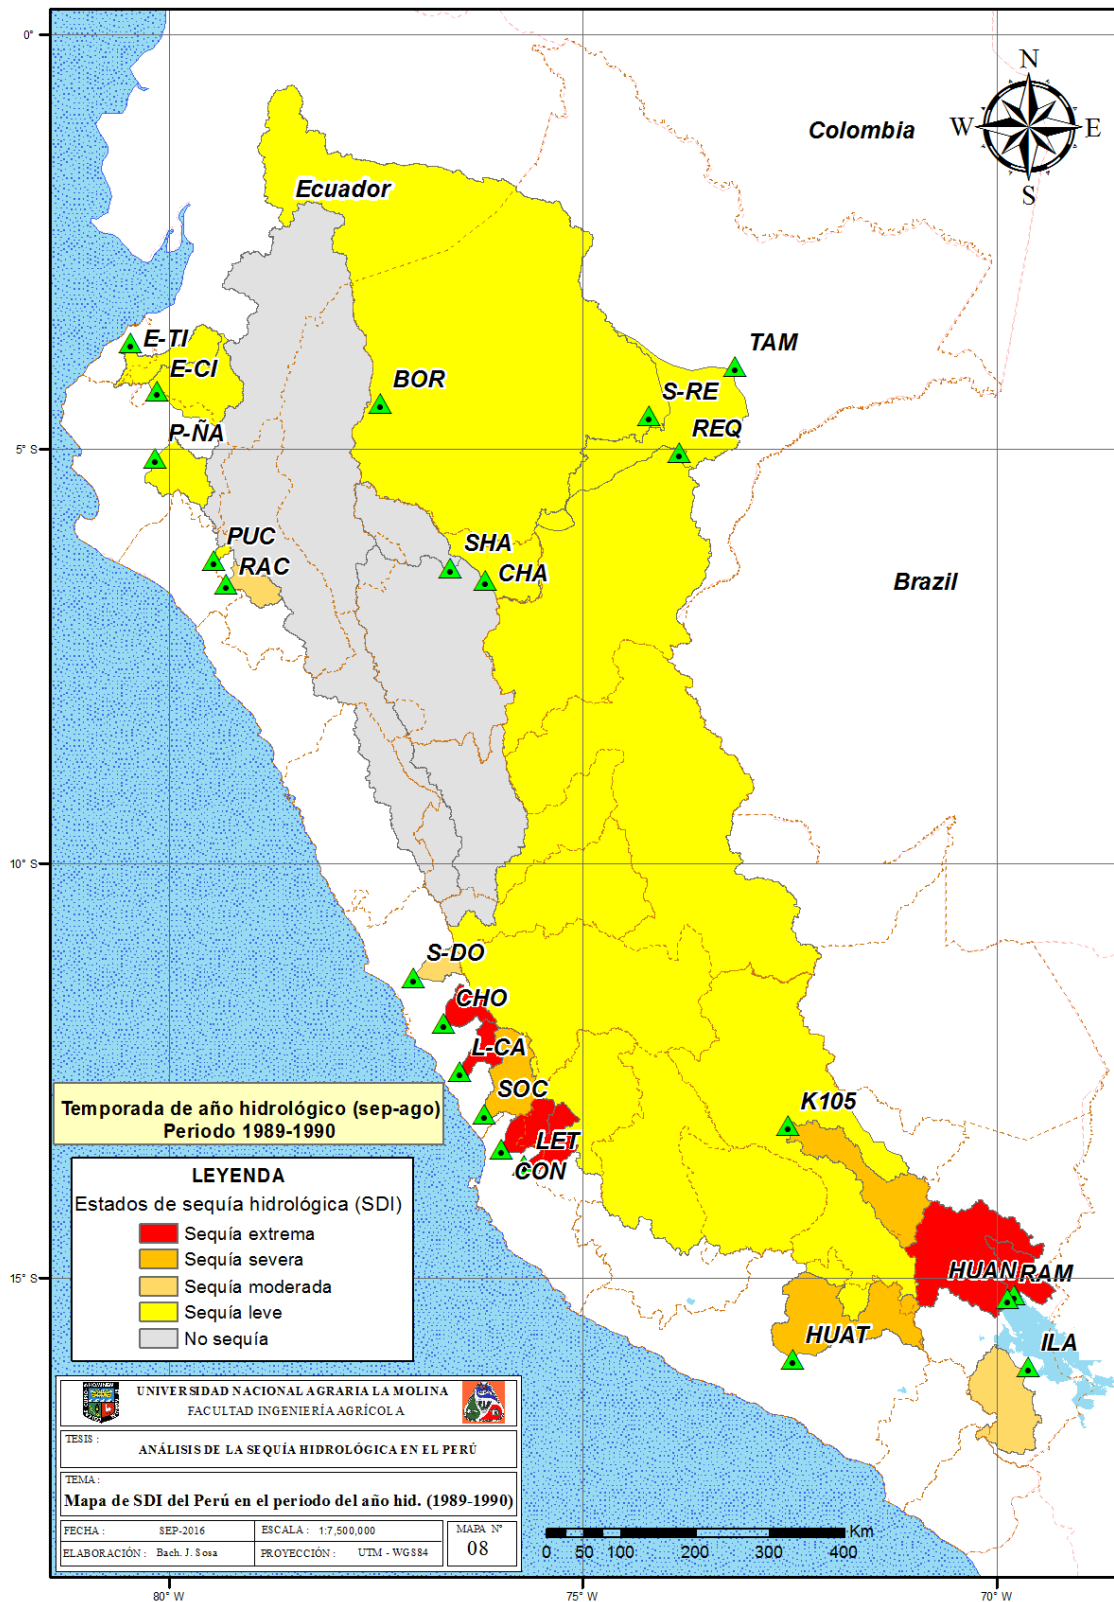 0°
N
W
E
S
Colombia
Ecuador
E-TI
TAM
E-CI
BOR
S-RE
P-ÑA
REQ
5° S
PUC
SHA
RAC
CHA
Brazil
10° S
S-DO
CHO
L-CA
SOC
K105
LET
CON
Temporada de año hidrológico (sep-ago)
Periodo 1989-1990
LEYENDA
Estados de sequía hidrológica (SDI)
Sequía extrema
Sequía severa
Sequía moderada
Sequía leve
No sequía
15° S
HUAN
RAM
HUAT
ILA
UNIVERSIDAD NACIONAL AGRARIA LA MOLINA
FACULTAD INGENIERÍA AGRÍCOLA
TESIS :
ANÁLISIS DE LA SEQUÍA HIDROLÓGICA EN EL PERÚ
TEMA :
Mapa de SDI del Perú en el periodo del año hid. (1989-1990)
FECHA : SEP-2016
ESCALA : 1:7,500,000
MAPA Nº
08
ELABORACIÓN : Bach. J. Sosa
PROYECCIÓN : UTM - WGS84
Km
0 50 100 200 300 400
80° W
75° W
70° W